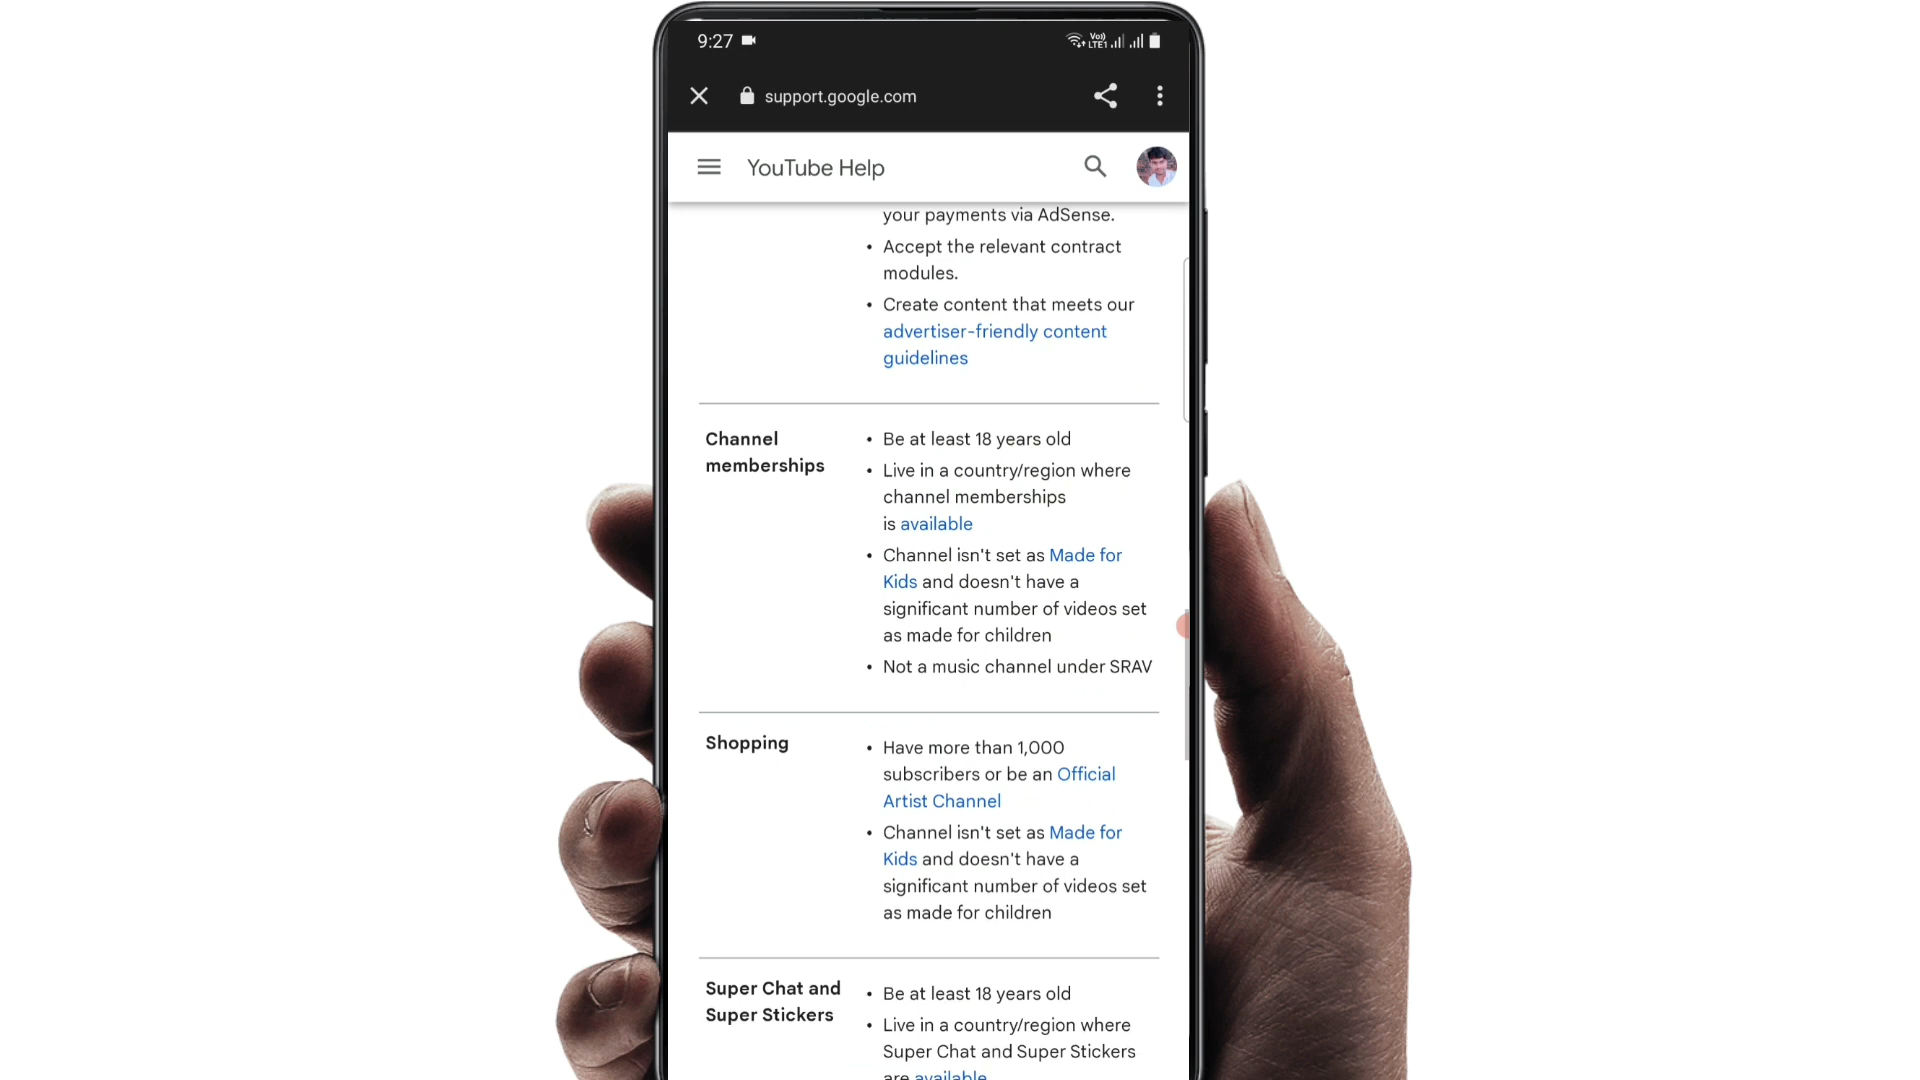 9:27
Vo)
LTE1
support.google.com
YouTube Help
your payments via AdSense.
• Accept the relevant contract
modules.
• Create content that meets our
advertiser-friendly content
guidelines
Channel
memberships
• Be at least 18 years old
• Live in a country/region where
channel memberships
is available
• Channel isn't set as Made for
Kids and doesn't have a
significant number of videos set
as made for children
• Not a music channel under SRAV
Shopping
• Have more than 1,000
subscribers or be an Official
Artist Channel
• Channel isn't set as Made for
Kids and doesn't have a
significant number of videos set
as made for children
Super Chat and
Super Stickers
• Be at least 18 years old
• Live in a country/region where
Super Chat and Super Stickers
are available